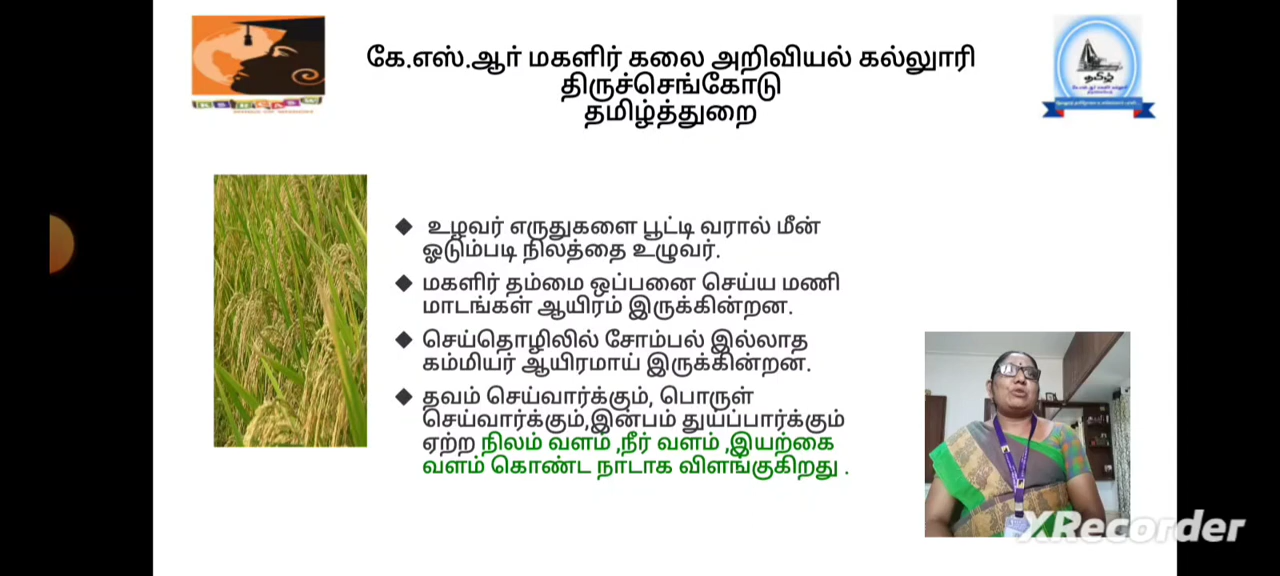 கே.எஸ்.ஆர் மகளிர் கலை அறிவியல் கல்லூரி
திருச்செங்கோடு
தமிழ்த்துறை
தமிழ்
◆ உழவர் எருதுகளை பூட்டி வரால் மீன்
ஓடும்படி நிலத்தை உழுவர்.
◆ மகளிர் தம்மை ஒப்பனை செய்ய மணி
மாடங்கள் ஆயிரம் இருக்கின்றன.
◆ செய்தொழிலில் சோம்பல் இல்லாத
கம்மியர் ஆயிரமாய் இருக்கின்றன.
◆ தவம் செய்வார்க்கும், பொருள்
செய்வார்க்கும்,இன்பம் துய்ப்பார்க்கும்
ஏற்ற நிலம் வளம் ,நீர் வளம் ,இயற்கை
வளம் கொண்ட நாடாக விளங்குகிறது .
XRecorder